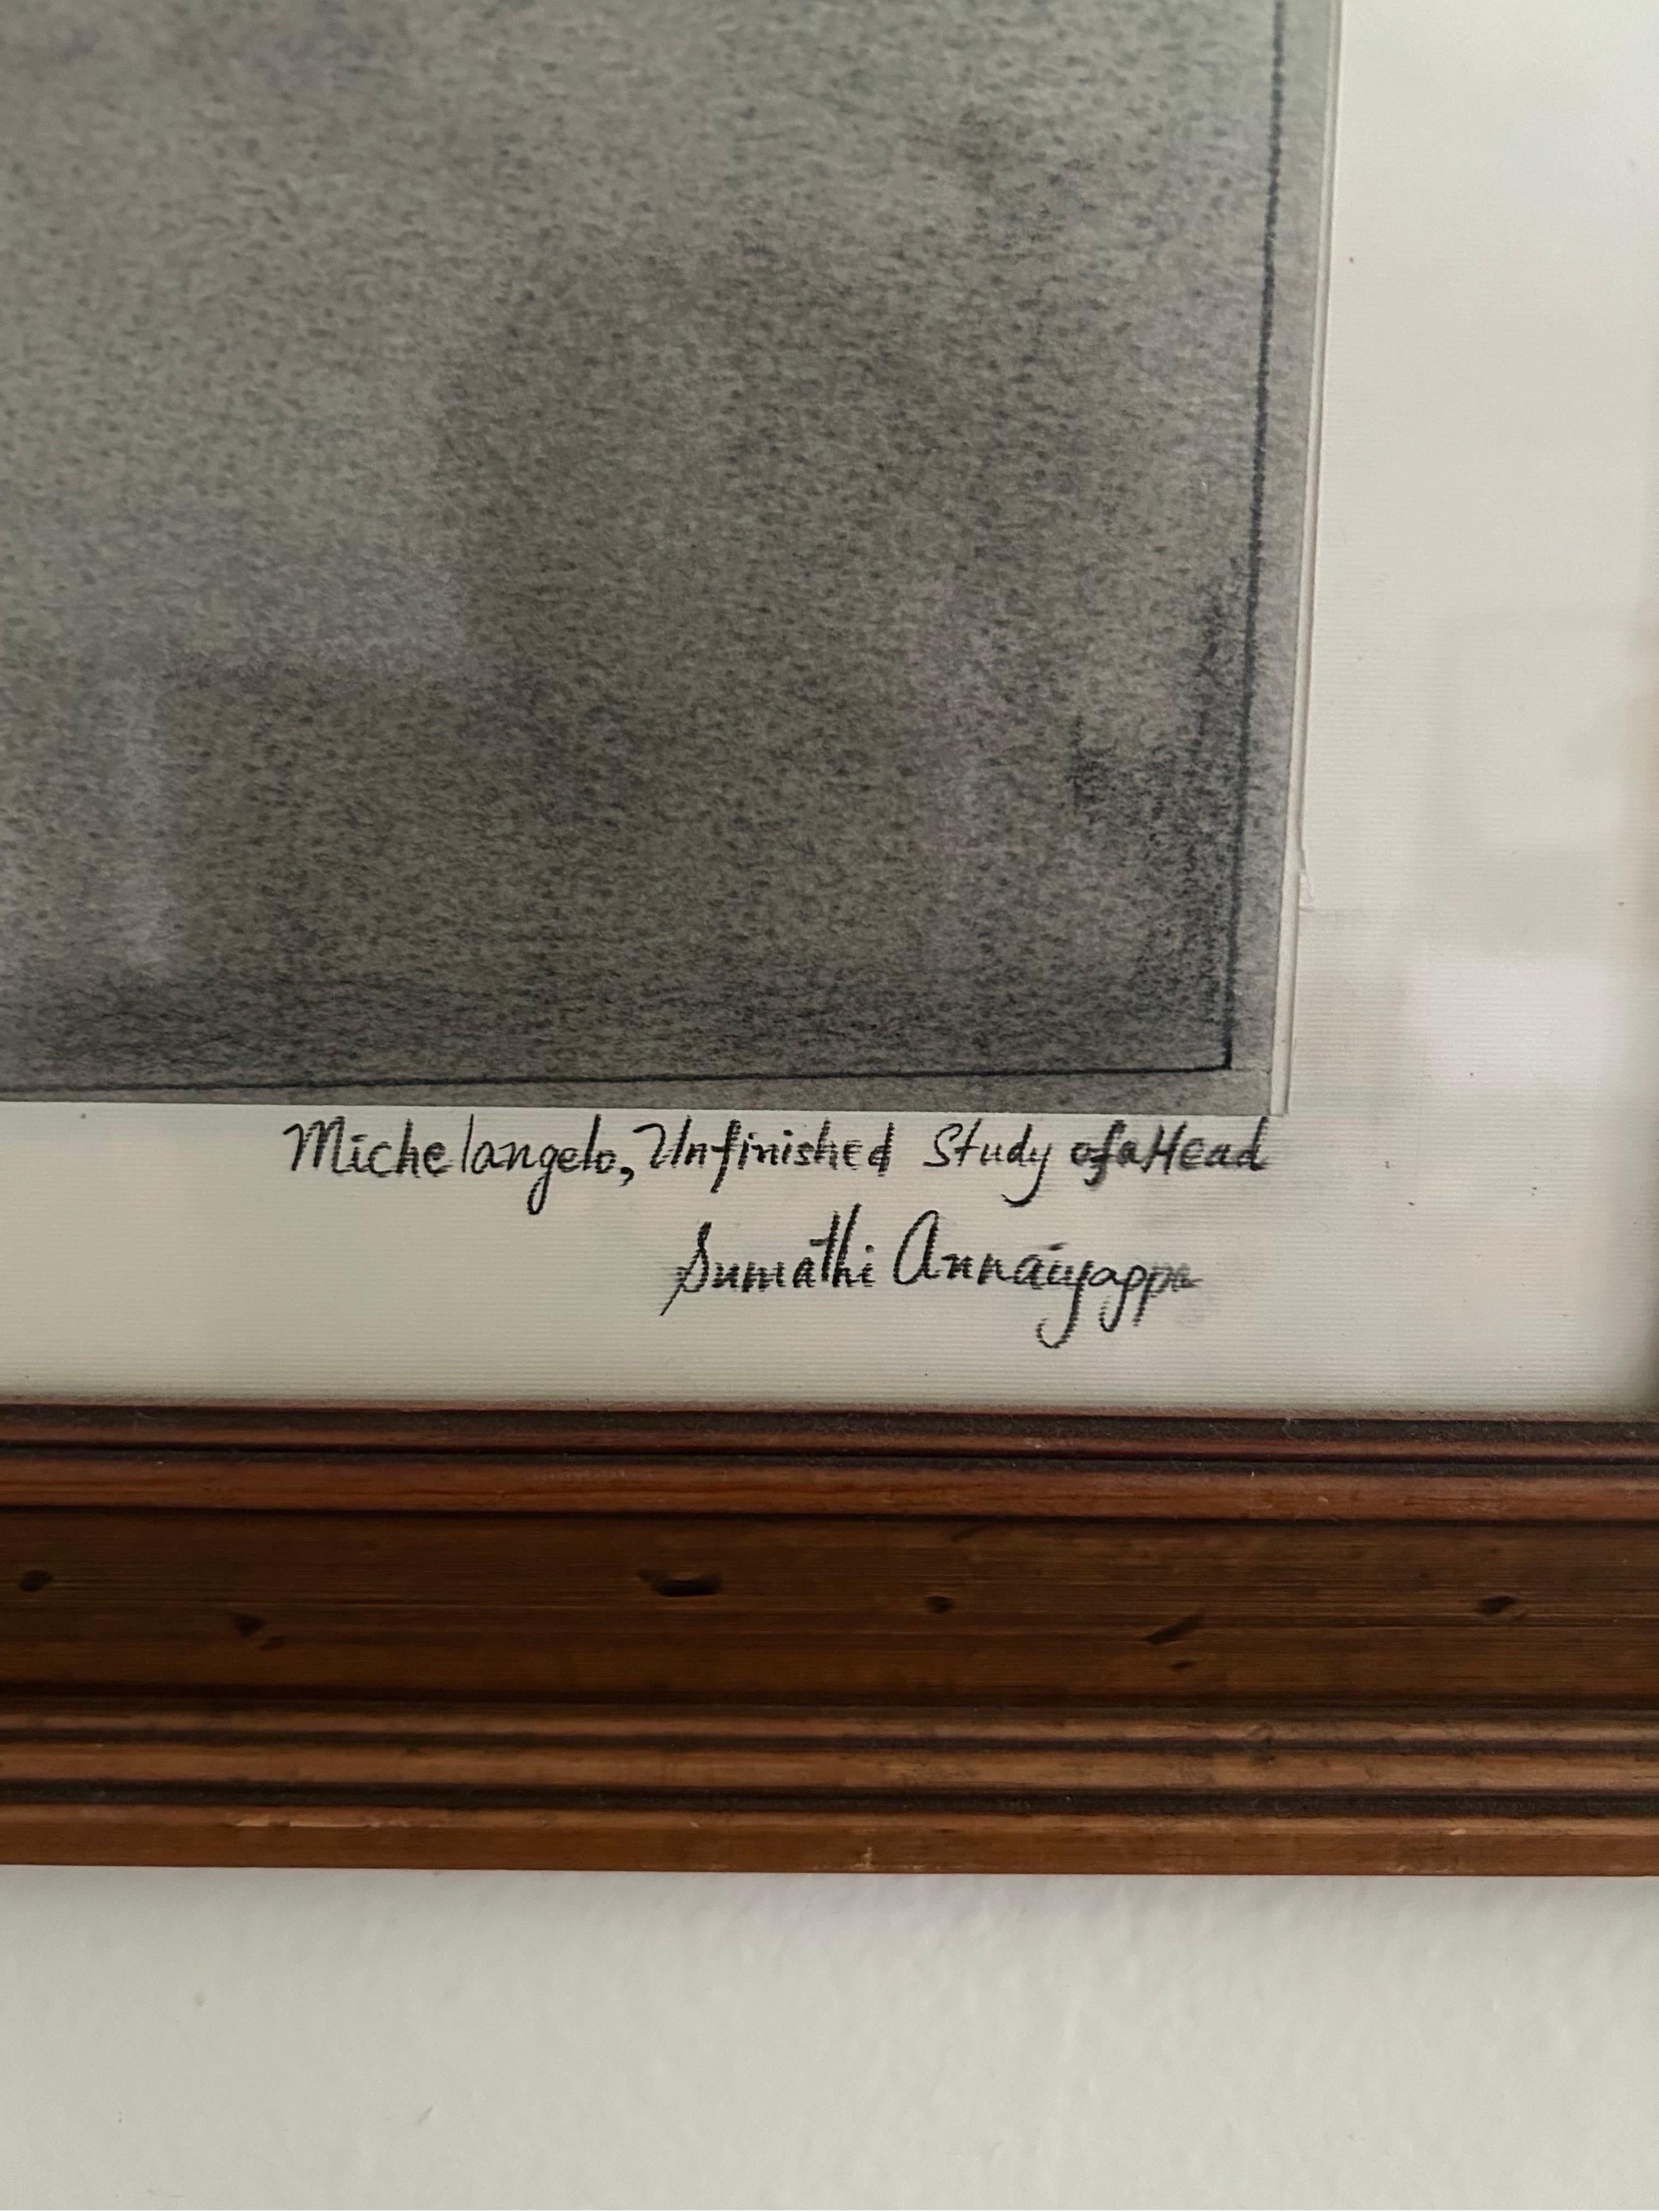 Michelangelo, Unfinished Study of a Head
Sumathi Annaiyappa